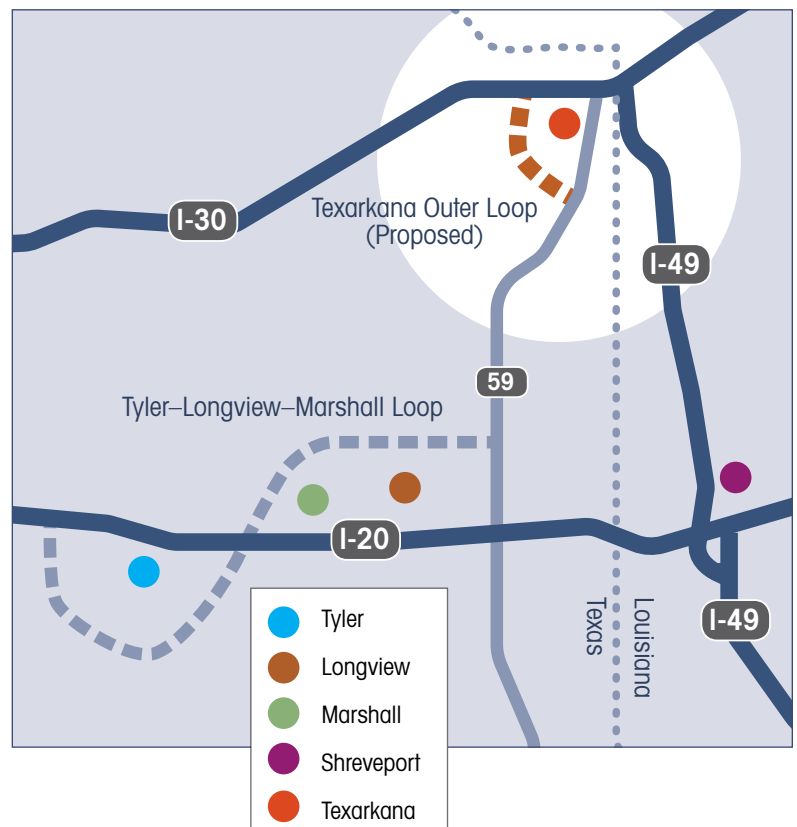 I-30
Texarkana Outer Loop
(Proposed)
I-49
59
Tyler–Longview–Marshall Loop
I-20
Texas
Louisiana
I-49
Tyler
Longview
Marshall
Shreveport
Texarkana